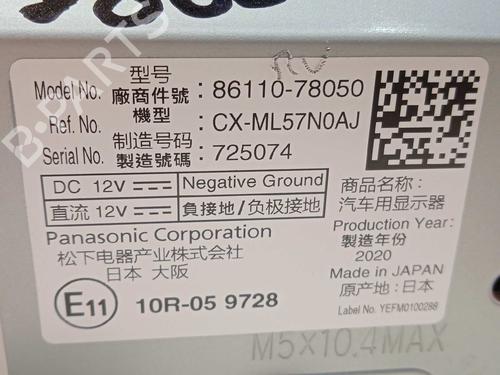 型号
Model No. 廠商件號 : 86110-78050
機型
Ref. No. : CX-ML57N0AJ
制造号码
Serial No. 製造號碼 : 725074
DC 12V Negative Ground
直流 12V 負接地/负极接地
Panasonic Corporation
松下电器产业株式会社
日本 大阪
E11 10R-05 9728
商品名称:
汽车用显示器
Production Year:
製造年份
2020
Made in JAPAN
原产地: 日本
Label No. YEFM0100288
M5×10.4MAX
B-PARTS